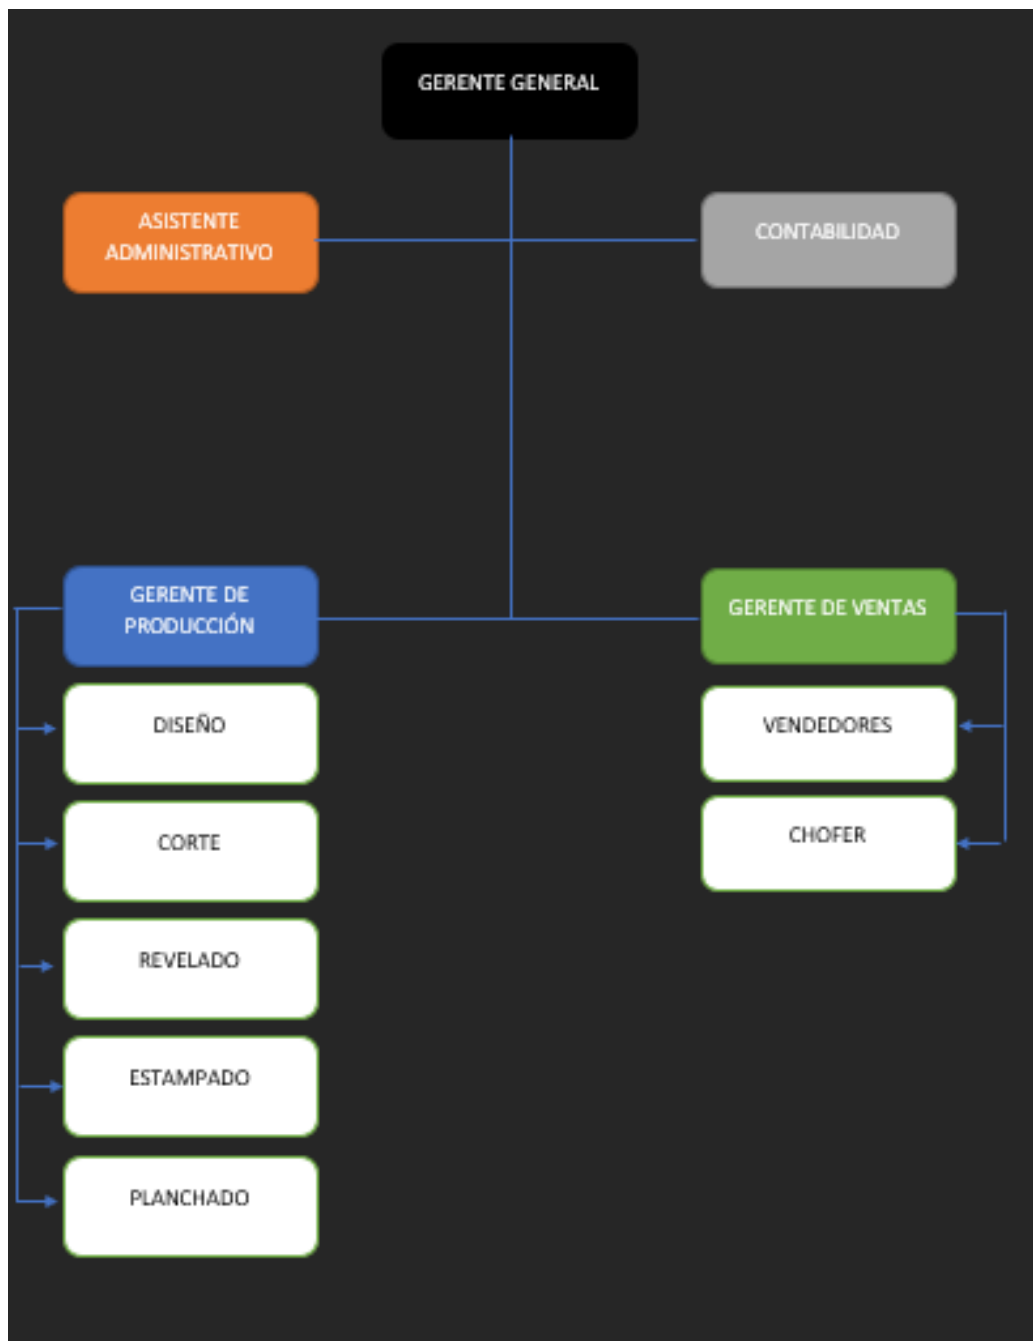 GERENTE GENERAL
ASISTENTE
ADMINISTRATIVO
CONTABILIDAD
GERENTE DE
PRODUCCIÓN
GERENTE DE VENTAS
DISEÑO
VENDEDORES
CORTE
CHOFER
REVELADO
ESTAMPADO
PLANCHADO